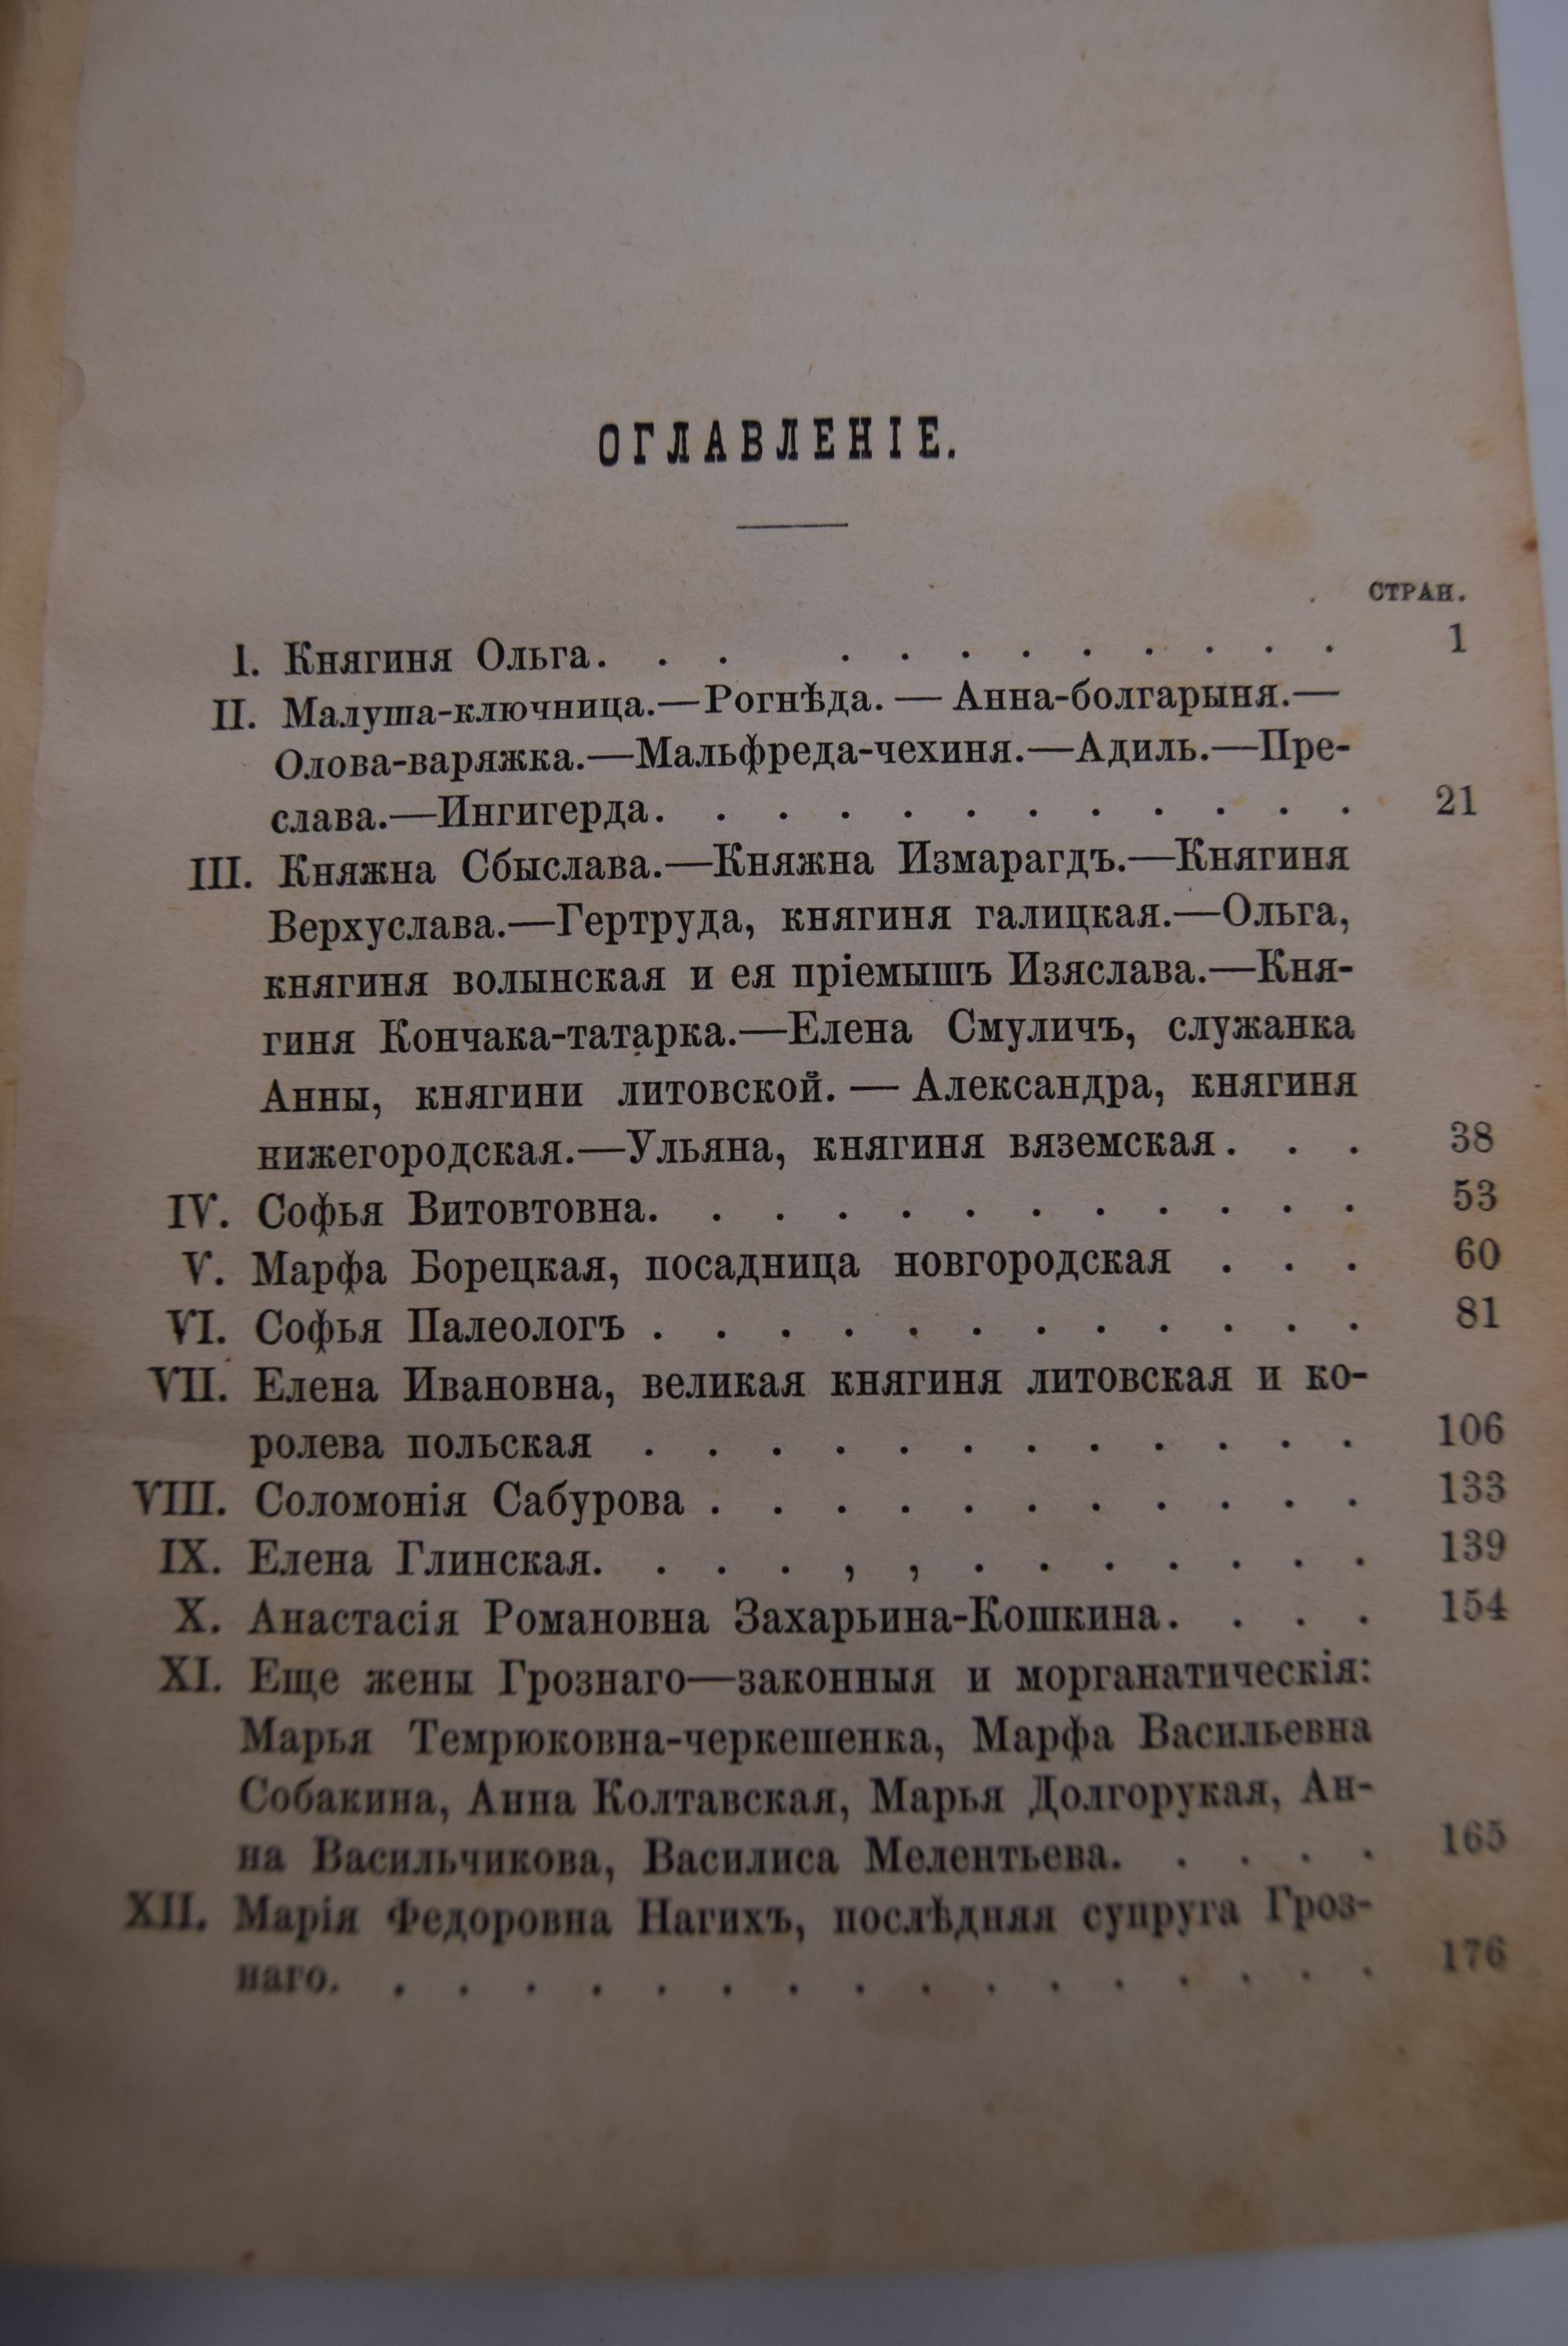 ОГЛАВЛЕНІЕ.
СТРАН.
I. Княгиня Ольга. . . . . . . . . . . . 1
II. Малуша-ключница.—Рогнѣда. — Анна-болгарыня.—
Олова-варяжка.—Мальфреда-чехиня.—Адиль.—Пре-
слава.—Ингигерда. . . . . . . . . . . . 21
III. Княжна Сбыслава.—Княжна Измарагдъ.—Княгиня
Верхуслава.—Гертруда, княгиня галицкая.—Ольга,
княгиня волынская и ея пріемышъ Изяслава.—Кня-
гиня Кончака-татарка.—Елена Смуличъ, служанка
Анны, княгини литовской. — Александра, княгиня
нижегородская.—Ульяна, княгиня вяземская. . . 38
IV. Софья Витовтовна. . . . . . . . . . . . 53
V. Марфа Борецкая, посадница новгородская . . . 60
VI. Софья Палеологъ . . . . . . . . . . . . 81
VII. Елена Ивановна, великая княгиня литовская и ко-
ролева польская . . . . . . . . . . . . 106
VIII. Соломонія Сабурова . . . . . . . . . . . 133
IX. Елена Глинская. . . . , , . . . . . . . 139
X. Анастасія Романовна Захарьина-Кошкина. . . . 154
XI. Еще жены Грознаго—законныя и морганатическія:
Марья Темрюковна-черкешенка, Марфа Васильевна
Собакина, Анна Колтавская, Марья Долгорукая, Ан-
на Васильчикова, Василиса Мелентьева. . . . . 165
XII. Марія Федоровна Нагихъ, послѣдняя супруга Гроз-
наго. . . . . . . . . . . . . . . . . 176